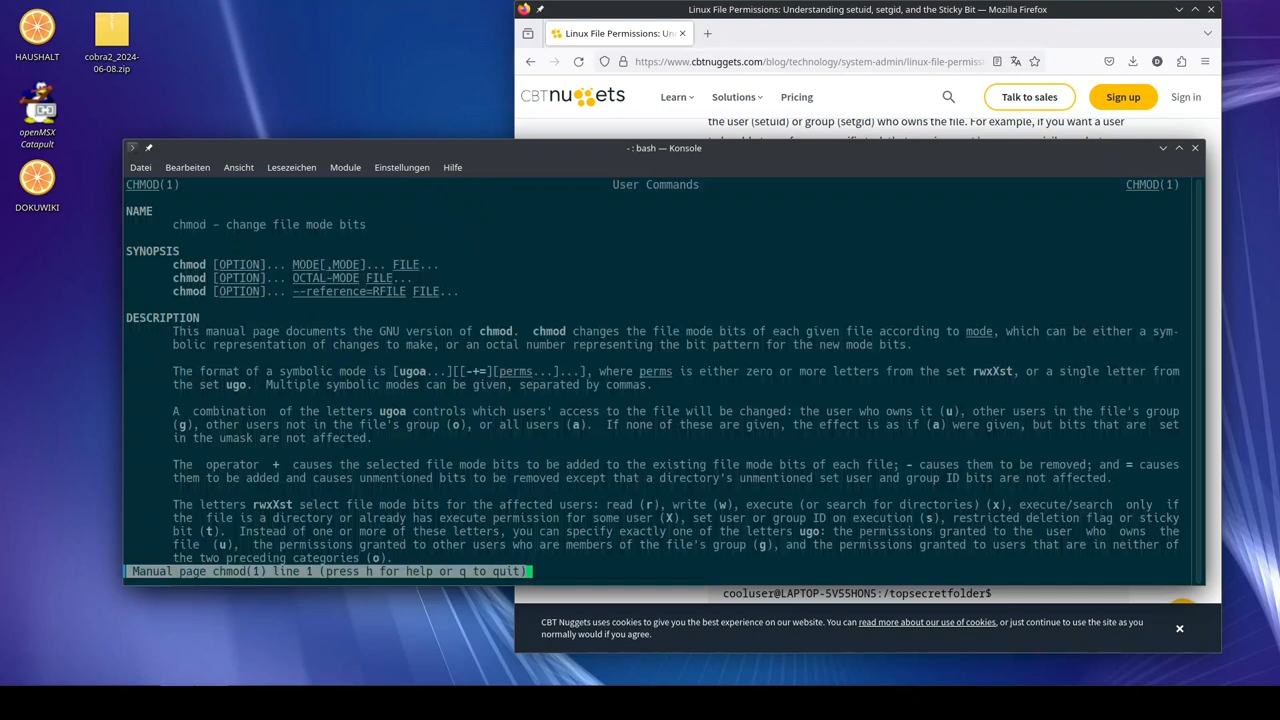 HAUSHALT
cobra2_2024-
06-08.zip
openMSX
Catapult
DOKUWIKI
Linux File Permissions: Understanding setuid, setgid, and the Sticky Bit — Mozilla Firefox
Linux File Permissions: Un
https://www.cbtnuggets.com/blog/technology/system-admin/linux-file-permiss
CBTnuggets
Learn
Solutions
Pricing
Talk to sales
Sign up
Sign in
the user (setuid) or group (setgid) who owns the file. For example, if you want a user
- : bash — Konsole
Datei Bearbeiten Ansicht Lesezeichen Module Einstellungen Hilfe
CHMOD(1) User Commands CHMOD(1)
NAME
chmod - change file mode bits
SYNOPSIS
chmod [OPTION]... MODE[,MODE]... FILE...
chmod [OPTION]... OCTAL-MODE FILE...
chmod [OPTION]... --reference=RFILE FILE...
DESCRIPTION
This manual page documents the GNU version of chmod. chmod changes the file mode bits of each given file according to mode, which can be either a sym-
bolic representation of changes to make, or an octal number representing the bit pattern for the new mode bits.
The format of a symbolic mode is [ugoa...][[-+=][perms...]...], where perms is either zero or more letters from the set rwxXst, or a single letter from
the set ugo. Multiple symbolic modes can be given, separated by commas.
A combination of the letters ugoa controls which users' access to the file will be changed: the user who owns it (u), other users in the file's group
(g), other users not in the file's group (o), or all users (a). If none of these are given, the effect is as if (a) were given, but bits that are set
in the umask are not affected.
The operator + causes the selected file mode bits to be added to the existing file mode bits of each file; - causes them to be removed; and = causes
them to be added and causes unmentioned bits to be removed except that a directory's unmentioned set user and group ID bits are not affected.
The letters rwxXst select file mode bits for the affected users: read (r), write (w), execute (or search for directories) (x), execute/search only if
the file is a directory or already has execute permission for some user (X), set user or group ID on execution (s), restricted deletion flag or sticky
bit (t). Instead of one or more of these letters, you can specify exactly one of the letters ugo: the permissions granted to the user who owns the
file (u), the permissions granted to other users who are members of the file's group (g), and the permissions granted to users that are in neither of
the two preceding categories (o).
Manual page chmod(1) line 1 (press h for help or q to quit)
cooluser@LAPTOP-5V55HON5:/topsecretfolder$
CBT Nuggets uses cookies to give you the best experience on our website. You can read more about our use of cookies, or just continue to use the site as you
normally would if you agree.